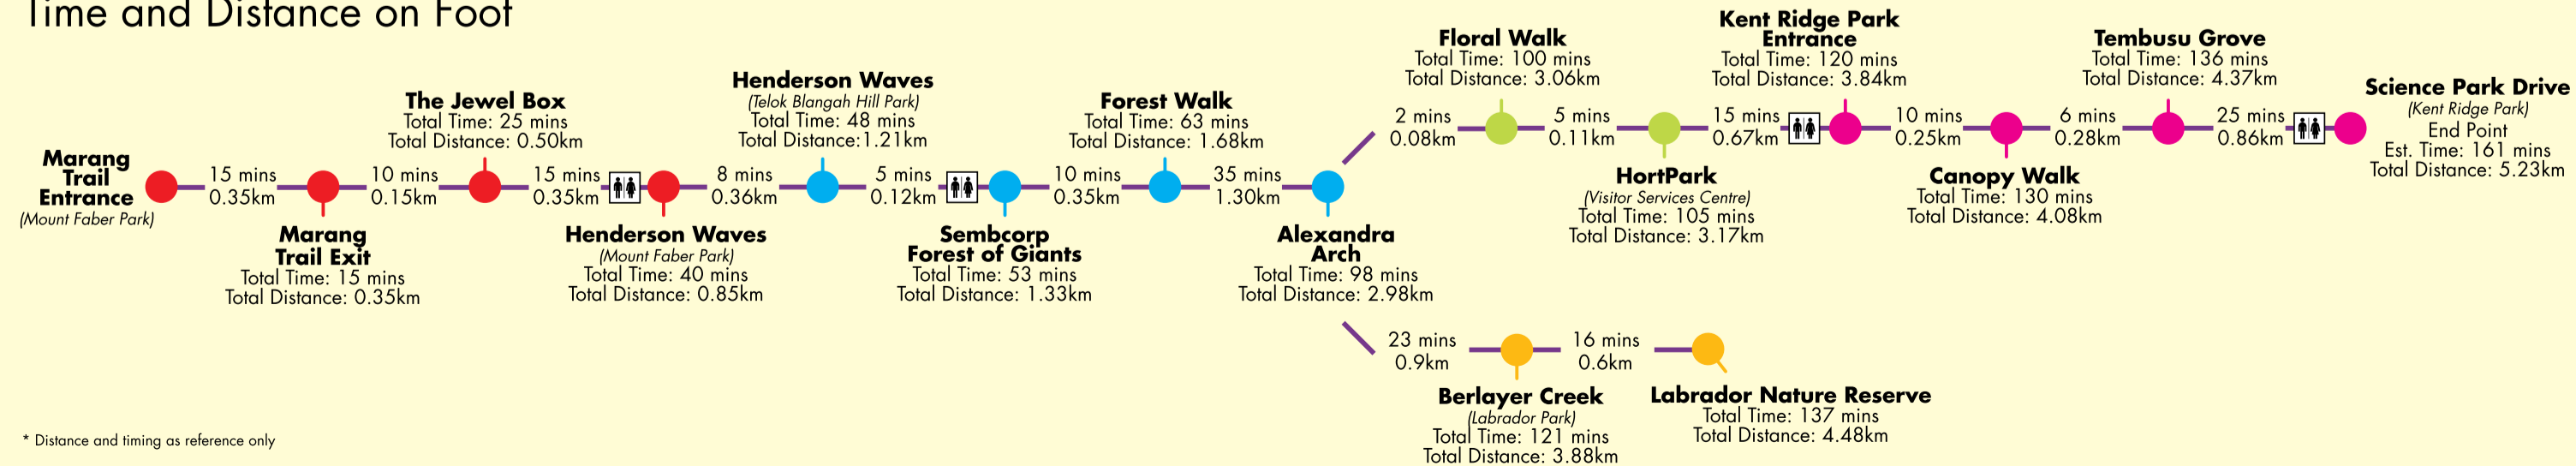 Time and Distance on Foot
Marang
Trail
Entrance
(Mount Faber Park)
15 mins
0.35km
Marang
Trail Exit
Total Time: 15 mins
Total Distance: 0.35km
10 mins
0.15km
The Jewel Box
Total Time: 25 mins
Total Distance: 0.50km
15 mins
0.35km
Henderson Waves
(Mount Faber Park)
Total Time: 40 mins
Total Distance: 0.85km
8 mins
0.36km
Henderson Waves
(Telok Blangah Hill Park)
Total Time: 48 mins
Total Distance:1.21km
5 mins
0.12km
Sembcorp
Forest of Giants
Total Time: 53 mins
Total Distance: 1.33km
10 mins
0.35km
Forest Walk
Total Time: 63 mins
Total Distance: 1.68km
35 mins
1.30km
Alexandra
Arch
Total Time: 98 mins
Total Distance: 2.98km
2 mins
0.08km
Floral Walk
Total Time: 100 mins
Total Distance: 3.06km
5 mins
0.11km
HortPark
(Visitor Services Centre)
Total Time: 105 mins
Total Distance: 3.17km
15 mins
0.67km
Kent Ridge Park
Entrance
Total Time: 120 mins
Total Distance: 3.84km
10 mins
0.25km
Canopy Walk
Total Time: 130 mins
Total Distance: 4.08km
6 mins
0.28km
Tembusu Grove
Total Time: 136 mins
Total Distance: 4.37km
25 mins
0.86km
Science Park Drive
(Kent Ridge Park)
End Point
Est. Time: 161 mins
Total Distance: 5.23km
23 mins
0.9km
Berlayer Creek
(Labrador Park)
Total Time: 121 mins
Total Distance: 3.88km
16 mins
0.6km
Labrador Nature Reserve
Total Time: 137 mins
Total Distance: 4.48km
* Distance and timing as reference only